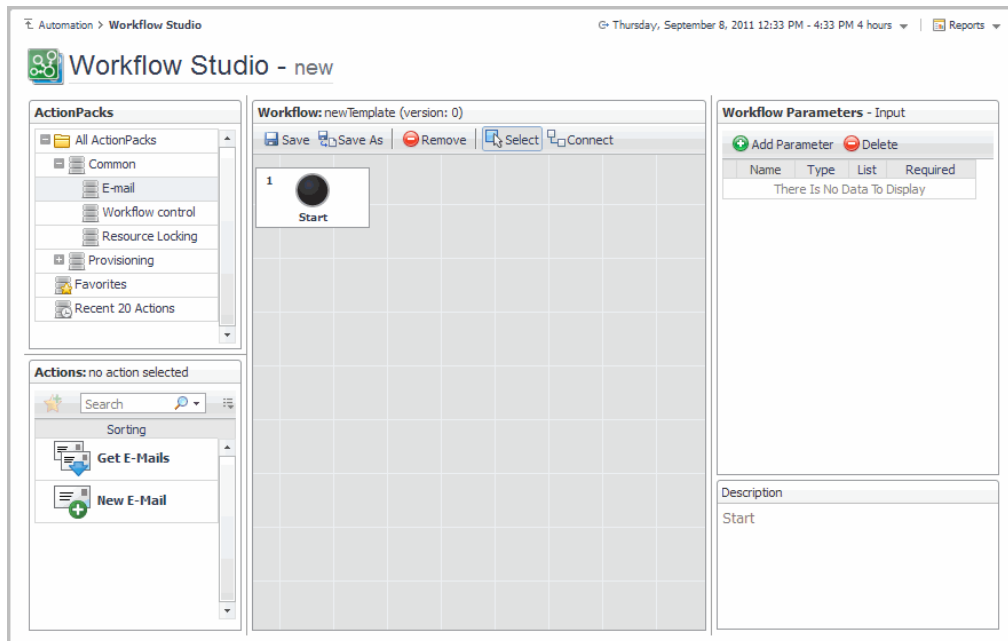 Automation > Workflow Studio
Thursday, September 8, 2011 12:33 PM - 4:33 PM 4 hours
Reports
Workflow Studio - new
ActionPacks
All ActionPacks
Common
E-mail
Workflow control
Resource Locking
Provisioning
Favorites
Recent 20 Actions
Actions: no action selected
Search
Sorting
Get E-Mails
New E-Mail
Workflow: newTemplate (version: 0)
Save Save As Remove Select Connect
1
Start
Workflow Parameters - Input
Add Parameter Delete
Name Type List Required
There Is No Data To Display
Description
Start